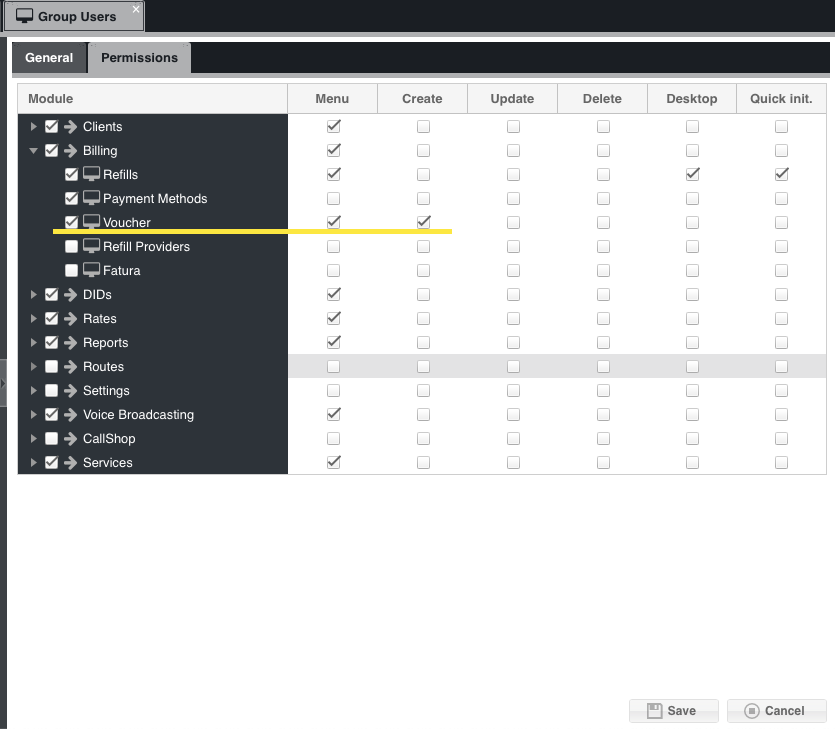 Group Users
General Permissions
Module Menu Create Update Delete Desktop Quick init.
Clients
Billing
Refills
Payment Methods
Voucher
Refill Providers
Fatura
DIDs
Rates
Reports
Routes
Settings
Voice Broadcasting
CallShop
Services
Save Cancel